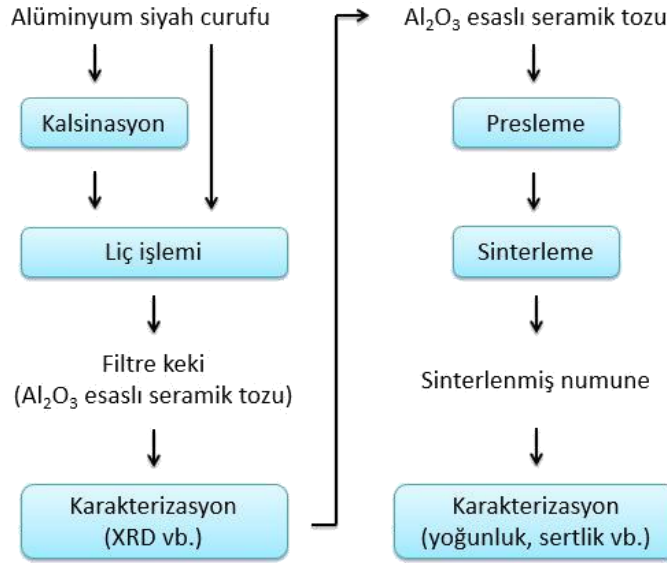 Alüminyum siyah curufu
Kalsinasyon
Liç işlemi
Filtre keki
(Al₂O₃ esaslı seramik tozu)
Karakterizasyon
(XRD vb.)
Al₂O₃ esaslı seramik tozu
Presleme
Sinterleme
Sinterlenmiş numune
Karakterizasyon
(yoğunluk, sertlik vb.)